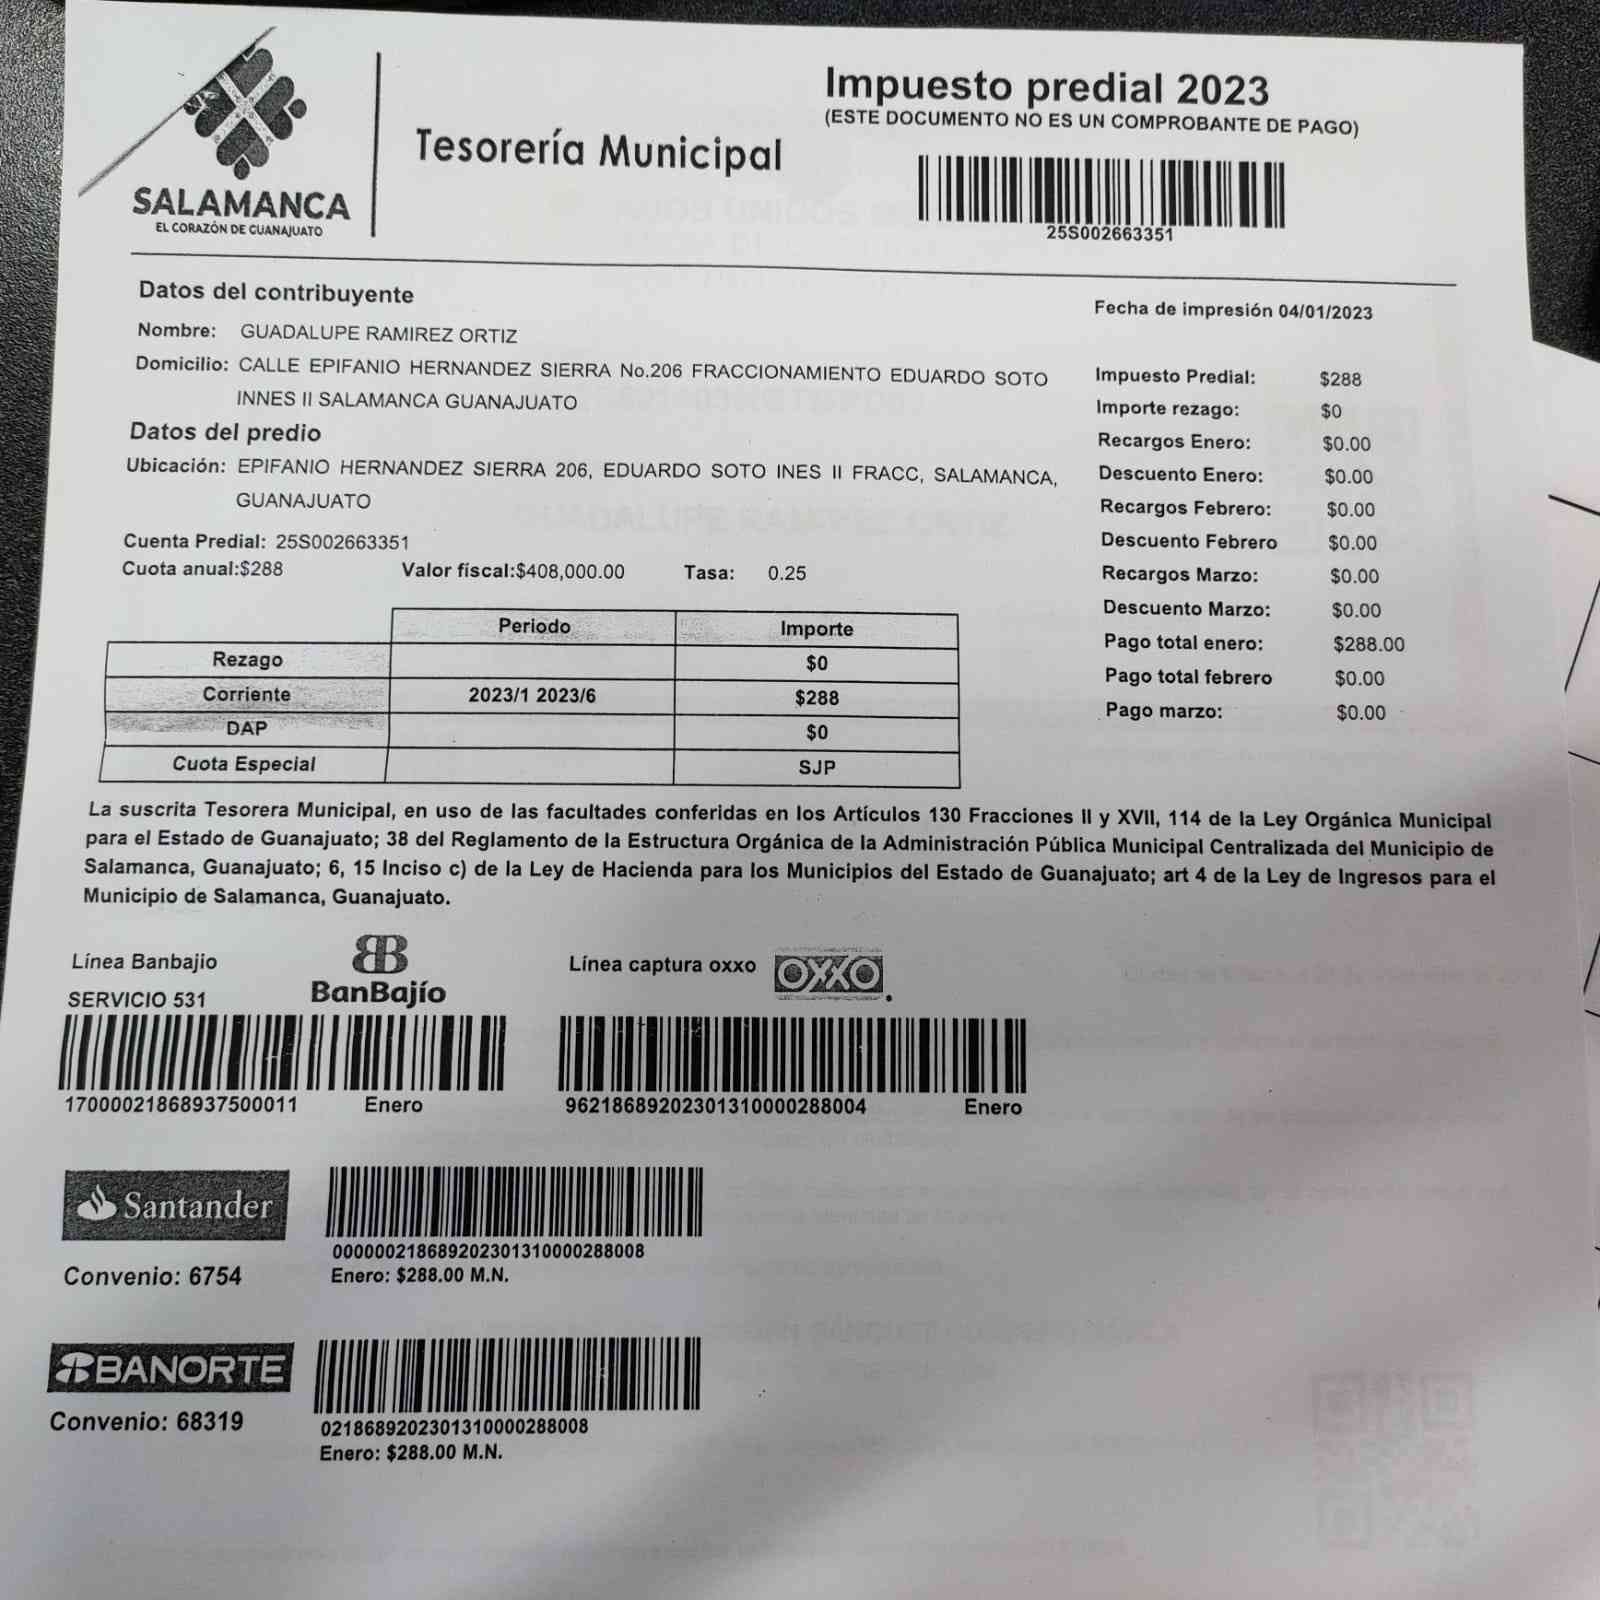 Impuesto predial 2023
(ESTE DOCUMENTO NO ES UN COMPROBANTE DE PAGO)
Tesorería Municipal
SALAMANCA
EL CORAZÓN DE GUANAJUATO
25S002663351
Datos del contribuyente
Nombre: GUADALUPE RAMIREZ ORTIZ
Domicilio: CALLE EPIFANIO HERNANDEZ SIERRA No.206 FRACCIONAMIENTO EDUARDO SOTO
INNES II SALAMANCA GUANAJUATO
Datos del predio
Ubicación: EPIFANIO HERNANDEZ SIERRA 206, EDUARDO SOTO INES II FRACC, SALAMANCA,
GUANAJUATO
Cuenta Predial: 25S002663351
Cuota anual:$288 Valor fiscal:$408,000.00 Tasa: 0.25
Fecha de impresión 04/01/2023
Impuesto Predial: $288
Importe rezago: $0
Recargos Enero: $0.00
Descuento Enero: $0.00
Recargos Febrero: $0.00
Descuento Febrero $0.00
Recargos Marzo: $0.00
Descuento Marzo: $0.00
Pago total enero: $288.00
Pago total febrero $0.00
Pago marzo: $0.00
Periodo Importe
Rezago $0
Corriente 2023/1 2023/6 $288
DAP $0
Cuota Especial SJP
La suscrita Tesorera Municipal, en uso de las facultades conferidas en los Artículos 130 Fracciones II y XVII, 114 de la Ley Orgánica Municipal
para el Estado de Guanajuato; 38 del Reglamento de la Estructura Orgánica de la Administración Pública Municipal Centralizada del Municipio de
Salamanca, Guanajuato; 6, 15 Inciso c) de la Ley de Hacienda para los Municipios del Estado de Guanajuato; art 4 de la Ley de Ingresos para el
Municipio de Salamanca, Guanajuato.
Línea Banbajio
BanBajío
SERVICIO 531
17000021868937500011 Enero
Línea captura oxxo OXXO
96218689202301310000288004 Enero
Santander
Convenio: 6754
000000218689202301310000288008
Enero: $288.00 M.N.
BANORTE
Convenio: 68319
0218689202301310000288008
Enero: $288.00 M.N.